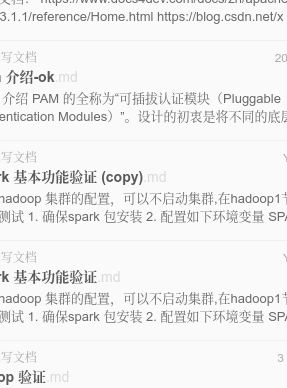 文档: https://www.docs4dev.com/docs/zh/apache
3.1.1/reference/Home.html https://blog.csdn.net/x
写文档 20
介绍-ok.md
介绍 PAM 的全称为“可插拔认证模块（Pluggable
entication Modules）”。设计的初衷是将不同的底层
写文档
rk 基本功能验证 (copy).md
hadoop 集群的配置，可以不启动集群,在hadoop1节
测试 1. 确保spark 包安装 2. 配置如下环境变量 SPA
写文档
rk 基本功能验证.md
hadoop 集群的配置，可以不启动集群,在hadoop1节
测试 1. 确保spark 包安装 2. 配置如下环境变量 SPA
写文档 3
op 验证.md